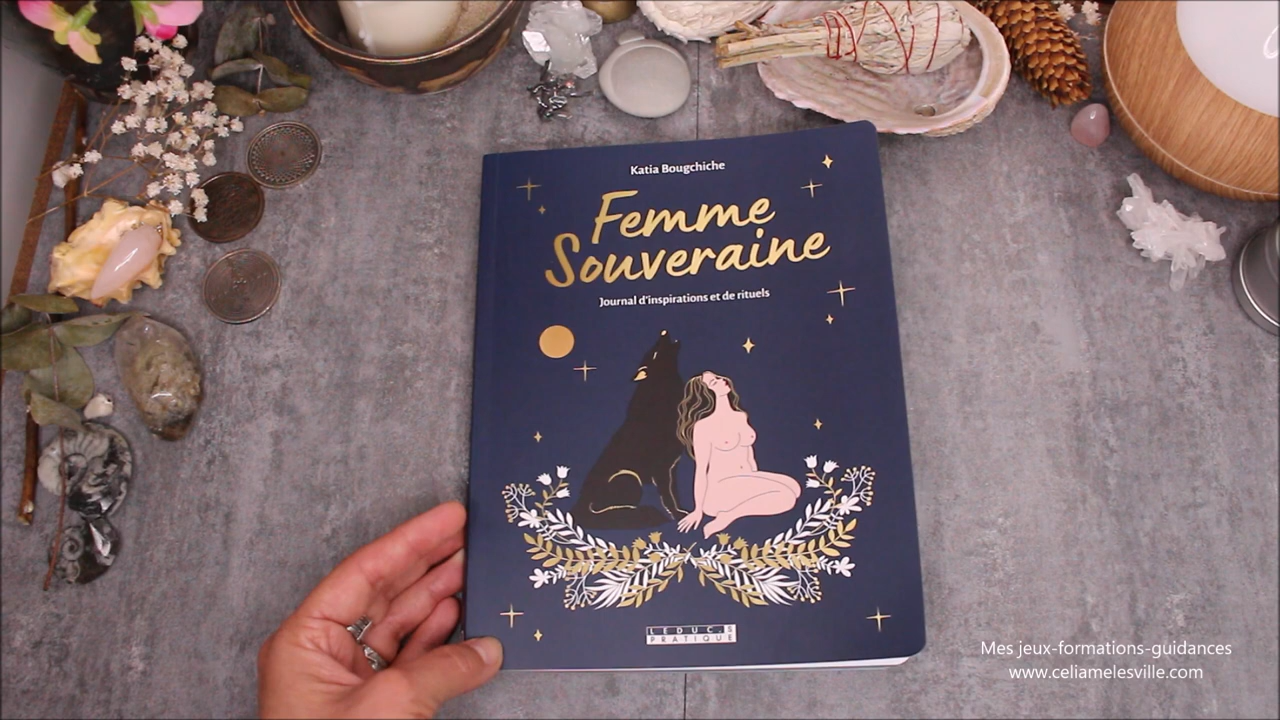 Katia Bougchiche
Femme
Souveraine
Journal d'inspirations et de rituels
LEDUC.S
PRATIQUE
Mes jeux-formations-guidances
www.celiamelesville.com